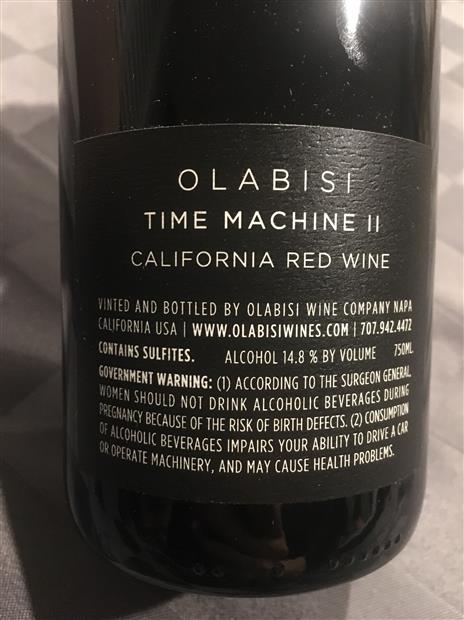 OLABISI
TIME MACHINE II
CALIFORNIA RED WINE
VINTED AND BOTTLED BY OLABISI WINE COMPANY NAPA
CALIFORNIA USA | WWW.OLABISIWINES.COM | 707.942.4472
CONTAINS SULFITES. ALCOHOL 14.8 % BY VOLUME 750ML
GOVERNMENT WARNING: (1) ACCORDING TO THE SURGEON GENERAL
WOMEN SHOULD NOT DRINK ALCOHOLIC BEVERAGES DURING
PREGNANCY BECAUSE OF THE RISK OF BIRTH DEFECTS. (2) CONSUMPTION
OF ALCOHOLIC BEVERAGES IMPAIRS YOUR ABILITY TO DRIVE A CAR
OR OPERATE MACHINERY, AND MAY CAUSE HEALTH PROBLEMS.